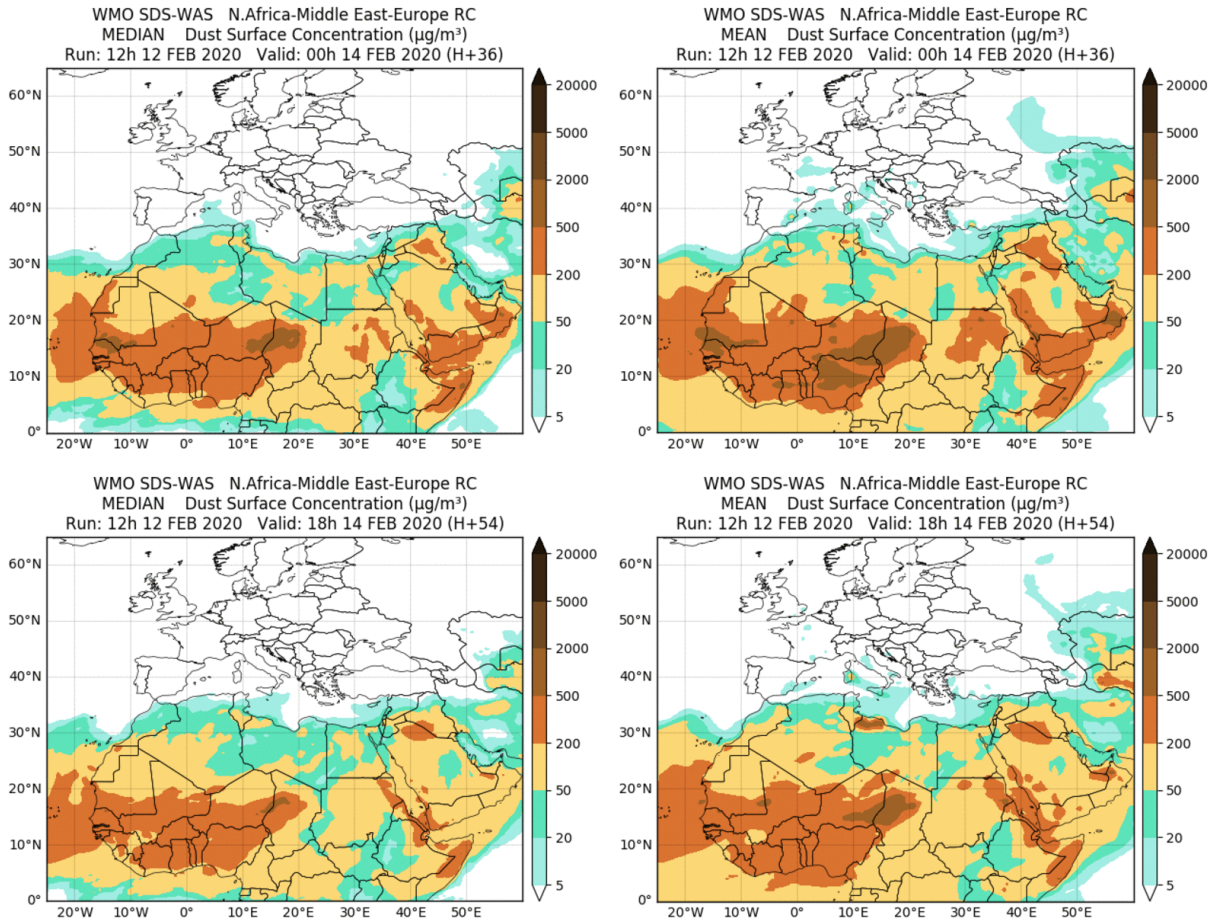 WMO SDS-WAS   N.Africa-Middle East-Europe RC
MEDIAN    Dust Surface Concentration (µg/m³)
Run: 12h 12 FEB 2020   Valid: 00h 14 FEB 2020 (H+36)
60°N
50°N
40°N
30°N
20°N
10°N
0°
20°W 10°W 0° 10°E 20°E 30°E 40°E 50°E
20000
5000
2000
500
200
50
20
5
WMO SDS-WAS   N.Africa-Middle East-Europe RC
MEAN    Dust Surface Concentration (µg/m³)
Run: 12h 12 FEB 2020   Valid: 00h 14 FEB 2020 (H+36)
60°N
50°N
40°N
30°N
20°N
10°N
0°
20°W 10°W 0° 10°E 20°E 30°E 40°E 50°E
20000
5000
2000
500
200
50
20
5
WMO SDS-WAS   N.Africa-Middle East-Europe RC
MEDIAN    Dust Surface Concentration (µg/m³)
Run: 12h 12 FEB 2020   Valid: 18h 14 FEB 2020 (H+54)
60°N
50°N
40°N
30°N
20°N
10°N
0°
20°W 10°W 0° 10°E 20°E 30°E 40°E 50°E
20000
5000
2000
500
200
50
20
5
WMO SDS-WAS   N.Africa-Middle East-Europe RC
MEAN    Dust Surface Concentration (µg/m³)
Run: 12h 12 FEB 2020   Valid: 18h 14 FEB 2020 (H+54)
60°N
50°N
40°N
30°N
20°N
10°N
0°
20°W 10°W 0° 10°E 20°E 30°E 40°E 50°E
20000
5000
2000
500
200
50
20
5